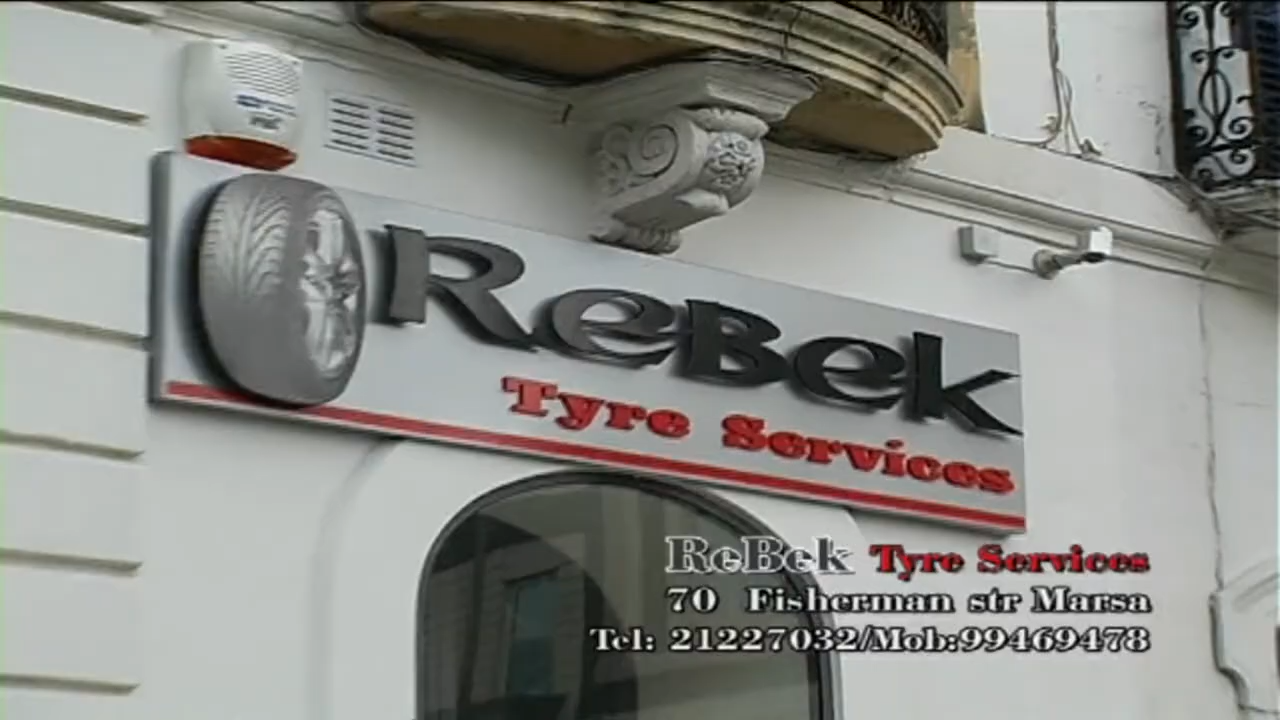 ReBek
Tyre Services
ReBek Tyre Services
70 Fisherman str Marsa
Tel: 21227032/Mob:99469478